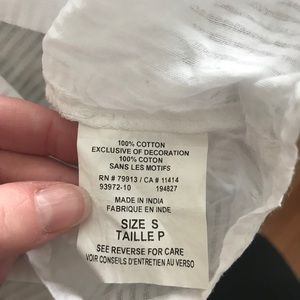 100% COTTON
EXCLUSIVE OF DECORATION
100% COTON
SANS LES MOTIFS
RN # 79913 / CA # 11414
93972-10 194827
MADE IN INDIA
FABRIQUE EN INDE
SIZE S
TAILLE P
SEE REVERSE FOR CARE
VOIR CONSEILS D'ENTRETIEN AU VERSO